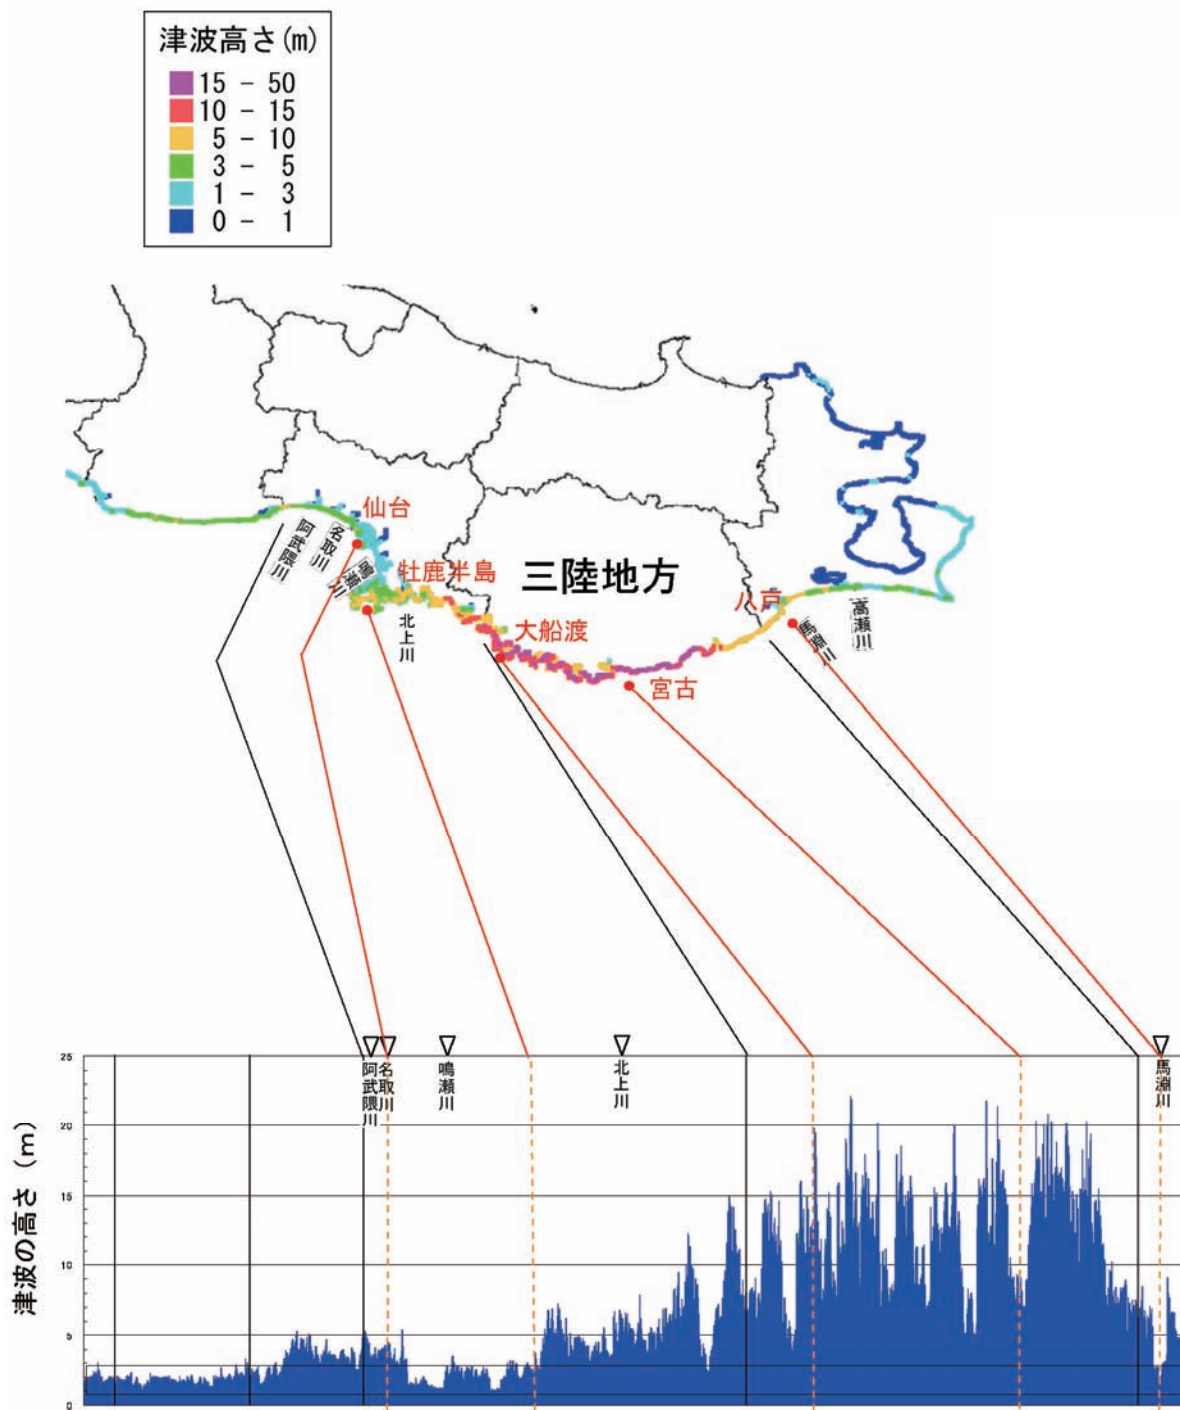 津波高さ(m)
15 - 50
10 - 15
5 - 10
3 - 5
1 - 3
0 - 1
仙台
阿武隈川
名取川
鳴瀬川
牡鹿半島
北上川
三陸地方
大船渡
宮古
八戸
馬淵川
高瀬川
阿武隈川
名取川
鳴瀬川
北上川
馬淵川
津波の高さ (m)
25
20
15
10
5
0